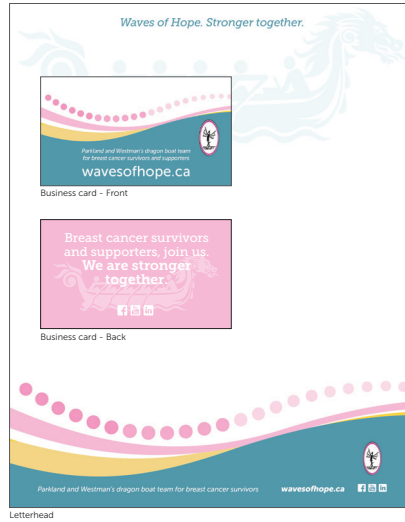 Waves of Hope. Stronger together.
Parkland and Westman's dragon boat team
for breast cancer survivors and supporters
wavesofhope.ca
Business card - Front
Breast cancer survivors
and supporters, join us.
We are stronger
together.
Business card - Back
Parkland and Westman's dragon boat team for breast cancer survivors
wavesofhope.ca
Letterhead